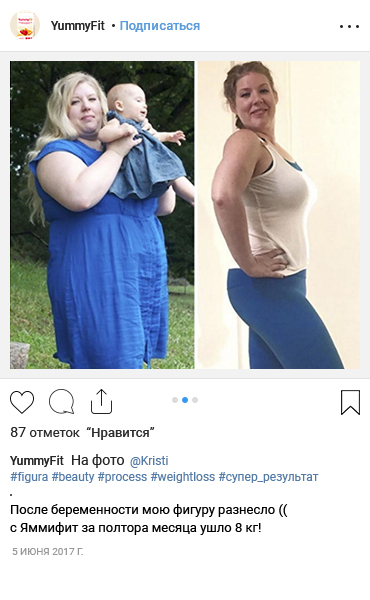 YummyFit • Подписаться
87 отметок “Нравится”
YummyFit На фото @Kristi
#figura #beauty #process #weightloss #супер_результат
.
После беременности мою фигуру разнесло ((
с Яммифит за полтора месяца ушло 8 кг!
5 ИЮНЯ 2017 Г.